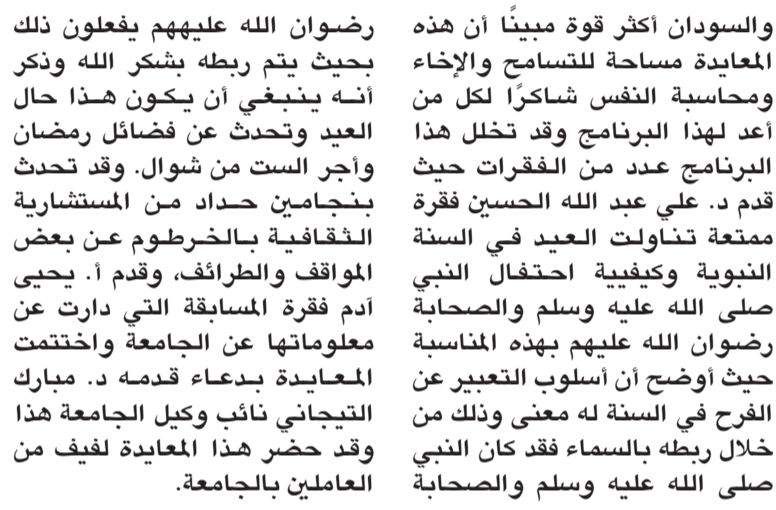 والسودان أكثر قوة مبينًا أن هذه
المعايدة مساحة للتسامح والإخاء
ومحاسبة النفس شاكرًا لكل من
أعد لهذا البرنامج وقد تخلل هذا
البرنامج عدد من الفقرات حيث
قدم د. علي عبد الله الحسين فقرة
ممتعة تناولت العيد في السنة
النبوية وكيفيية احتفال النبي
صلى الله عليه وسلم والصحابة
رضوان الله عليهم بهذه المناسبة
حيث أوضح أن أسلوب التعبير عن
الفرح في السنة له معنى وذلك من
خلال ربطه بالسماء فقد كان النبي
صلى الله عليه وسلم والصحابة
رضوان الله عليههم يفعلون ذلك
بحيث يتم ربطه بشكر الله وذكر
أنه ينبغي أن يكون هذا حال
العيد وتحدث عن فضائل رمضان
وأجر الست من شوال. وقد تحدث
بنجامين حداد من المستشارية
الثقافية بالخرطوم عن بعض
المواقف والطرائف، وقدم أ. يحيى
آدم فقرة المسابقة التي دارت عن
معلوماتها عن الجامعة واختتمت
المعايدة بدعاء قدمه د. مبارك
التيجاني نائب وكيل الجامعة هذا
وقد حضر هذا المعايدة لفيف من
العاملين بالجامعة.